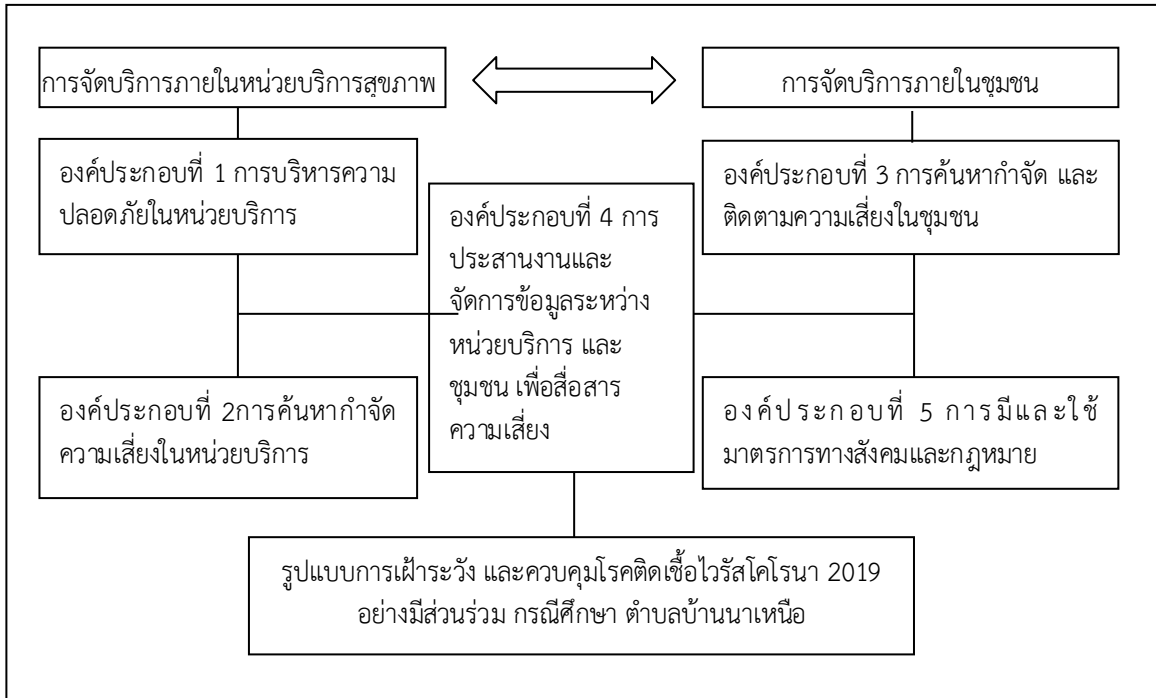 การจัดบริการภายในหน่วยบริการสุขภาพ
การจัดบริการภายในชุมชน
องค์ประกอบที่ 1 การบริหารความ
ปลอดภัยในหน่วยบริการ
องค์ประกอบที่ 3 การค้นหากำจัด และ
ติดตามความเสี่ยงในชุมชน
องค์ประกอบที่ 4 การ
ประสานงานและ
จัดการข้อมูลระหว่าง
หน่วยบริการ และ
ชุมชน เพื่อสื่อสาร
ความเสี่ยง
องค์ประกอบที่ 2การค้นหากำจัด
ความเสี่ยงในหน่วยบริการ
องค์ประกอบที่ 5 การมีและใช้
มาตรการทางสังคมและกฎหมาย
รูปแบบการเฝ้าระวัง และควบคุมโรคติดเชื้อไวรัสโคโรนา 2019
อย่างมีส่วนร่วม กรณีศึกษา ตำบลบ้านนาเหนือ